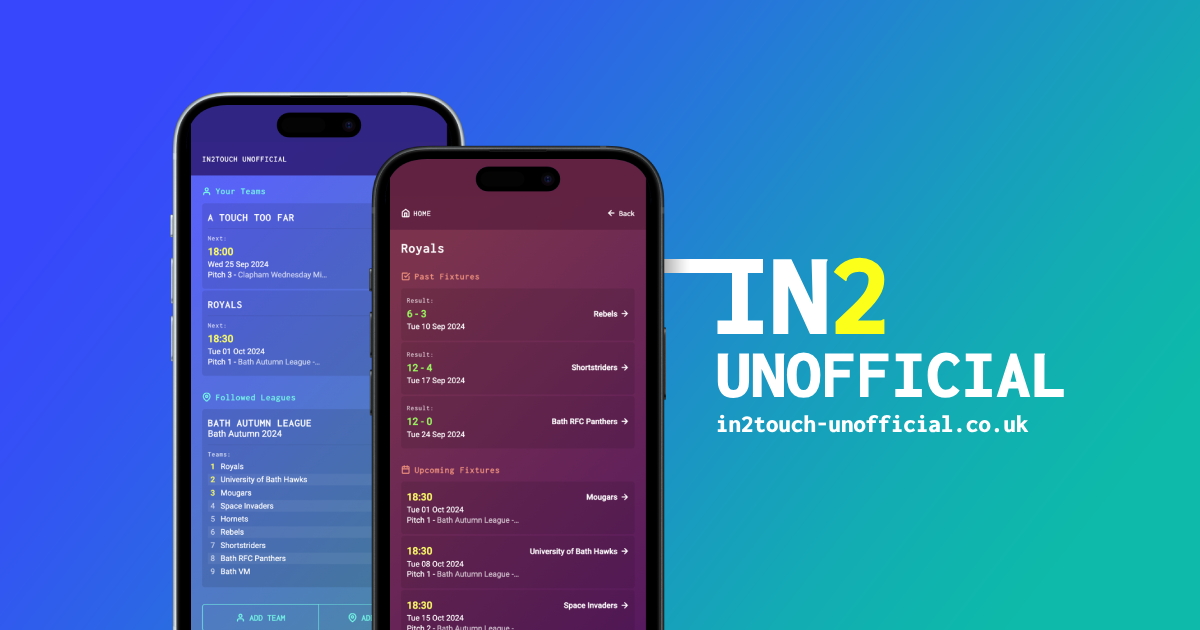 IN2TOUCH UNOFFICIAL
Your Teams
A TOUCH TOO FAR
Next:
18:00
Wed 25 Sep 2024
Pitch 3 - Clapham Wednesday Mi...
ROYALS
Next:
18:30
Tue 01 Oct 2024
Pitch 1 - Bath Autumn League -...
Followed Leagues
BATH AUTUMN LEAGUE
Bath Autumn 2024
Teams:
1 Royals
2 University of Bath Hawks
3 Mougars
4 Space Invaders
5 Hornets
6 Rebels
7 Shortstriders
8 Bath RFC Panthers
9 Bath VM
ADD TEAM
HOME
Back
Royals
Past Fixtures
Result:
6 - 3
Rebels
Tue 10 Sep 2024
Result:
12 - 4
Shortstriders
Tue 17 Sep 2024
Result:
12 - 0
Bath RFC Panthers
Tue 24 Sep 2024
Upcoming Fixtures
18:30
Mougars
Tue 01 Oct 2024
Pitch 1 - Bath Autumn League -...
18:30
University of Bath Hawks
Tue 08 Oct 2024
Pitch 1 - Bath Autumn League -...
18:30
Space Invaders
Tue 15 Oct 2024
Pitch 2 - Bath Autumn League -...
IN2
UNOFFICIAL
in2touch-unofficial.co.uk